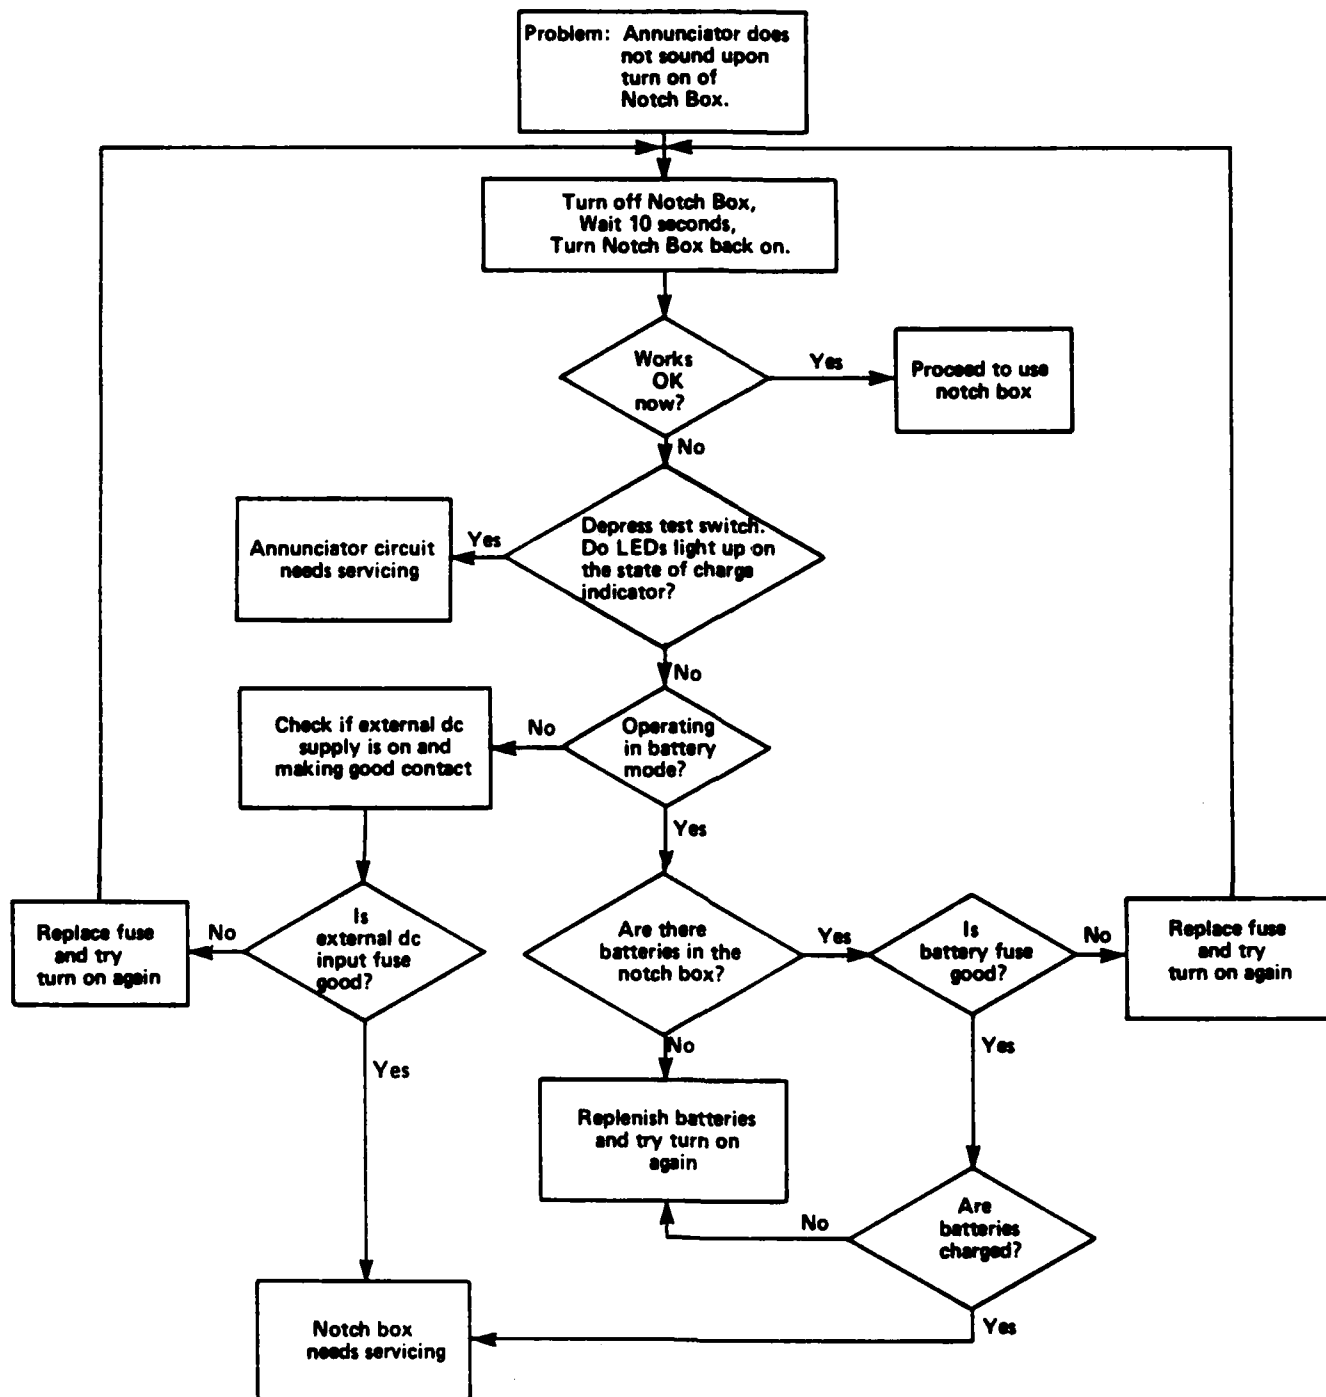 Problem: Annunciator does
not sound upon
turn on of
Notch Box.
Turn off Notch Box,
Wait 10 seconds,
Turn Notch Box back on.
Works
OK
now?
Yes
Proceed to use
notch box
No
Depress test switch.
Do LEDs light up on
the state of charge
indicator?
Yes
Annunciator circuit
needs servicing
No
Operating
in battery
mode?
No
Check if external dc
supply is on and
making good contact
Yes
Is
external dc
input fuse
good?
No
Replace fuse
and try
turn on again
Yes
Are there
batteries in the
notch box?
Yes
Is
battery fuse
good?
No
Replace fuse
and try
turn on again
No
Yes
Replenish batteries
and try turn on
again
Are
batteries
charged?
No
Yes
Notch box
needs servicing